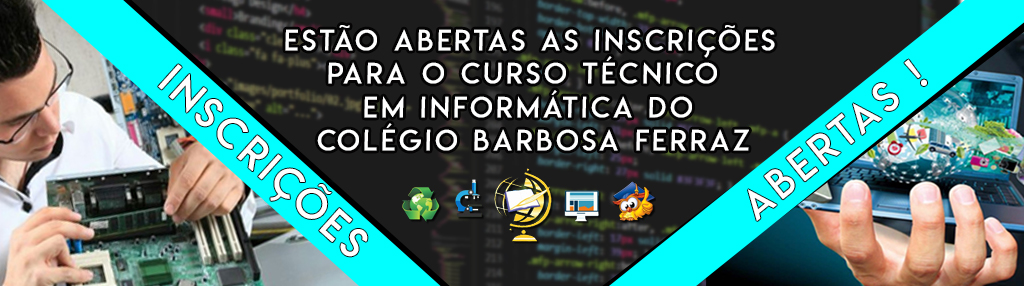 ESTÃO ABERTAS AS INSCRIÇÕES
PARA O CURSO TÉCNICO
EM INFORMÁTICA DO
COLÉGIO BARBOSA FERRAZ
INSCRIÇÕES
ABERTAS !